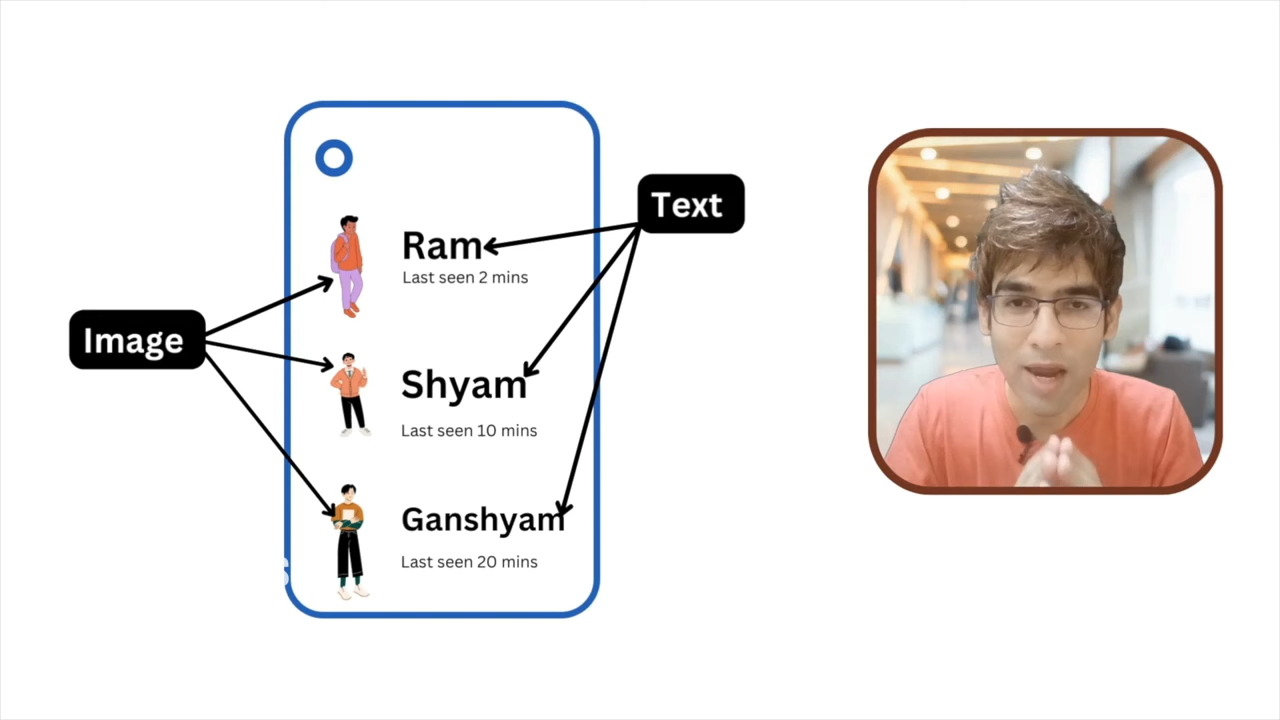 Text
Ram
Last seen 2 mins
Image
Shyam
Last seen 10 mins
Ganshyam
Last seen 20 mins
s